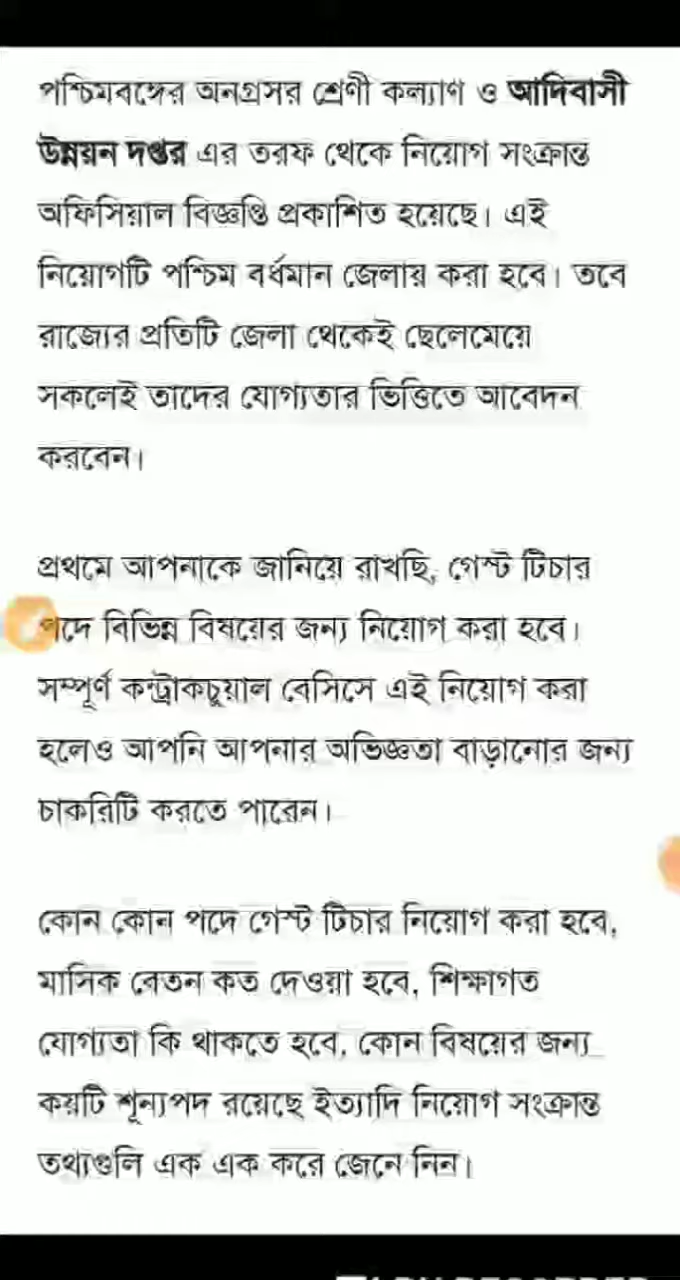 পশ্চিমবঙ্গের অনগ্রসর শ্রেণী কল্যাণ ও আদিবাসী
উন্নয়ন দপ্তর এর তরফ থেকে নিয়োগ সংক্রান্ত
অফিসিয়াল বিজ্ঞপ্তি প্রকাশিত হয়েছে। এই
নিয়োগটি পশ্চিম বর্ধমান জেলায় করা হবে। তবে
রাজ্যের প্রতিটি জেলা থেকেই ছেলেমেয়ে
সকলেই তাদের যোগ্যতার ভিত্তিতে আবেদন
করবেন।
প্রথমে আপনাকে জানিয়ে রাখছি, গেস্ট টিচার
পদে বিভিন্ন বিষয়ের জন্য নিয়োগ করা হবে।
সম্পূর্ণ কন্ট্রাকচুয়াল বেসিসে এই নিয়োগ করা
হলেও আপনি আপনার অভিজ্ঞতা বাড়ানোর জন্য
চাকরিটি করতে পারেন।
কোন কোন পদে গেস্ট টিচার নিয়োগ করা হবে,
মাসিক বেতন কত দেওয়া হবে, শিক্ষাগত
যোগ্যতা কি থাকতে হবে, কোন বিষয়ের জন্য
কয়টি শূন্যপদ রয়েছে ইত্যাদি নিয়োগ সংক্রান্ত
তথ্যগুলি এক এক করে জেনে নিন।